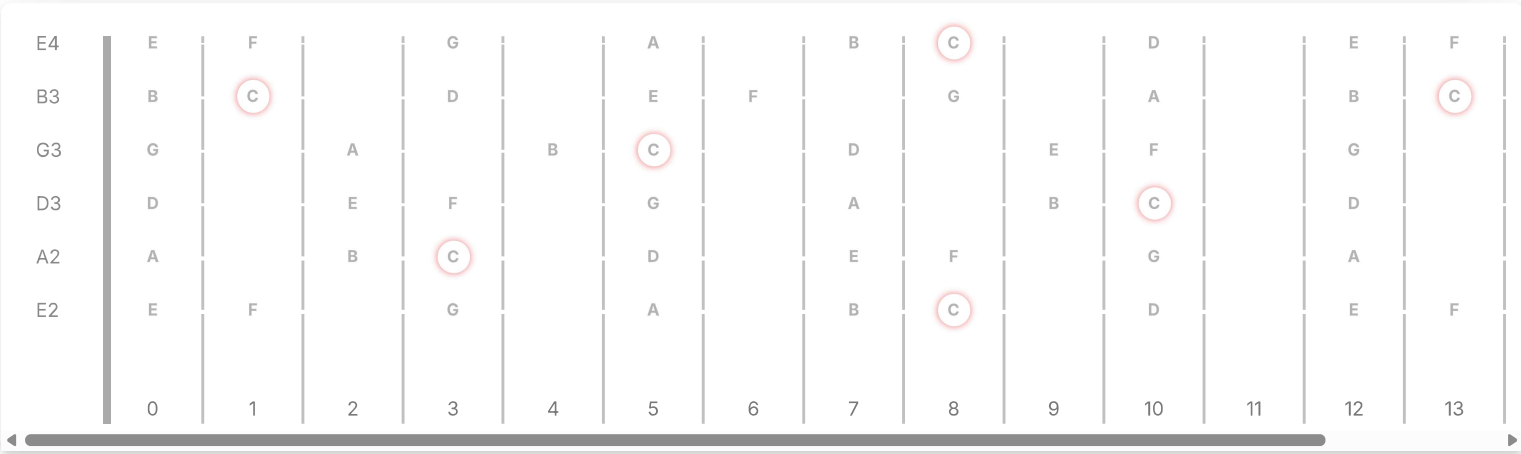 E4 E F G A B C D E F
B3 B C D E F G A B C
G3 G A B C D E F G
D3 D E F G A B C D
A2 A B C D E F G A
E2 E F G A B C D E F
0 1 2 3 4 5 6 7 8 9 10 11 12 13